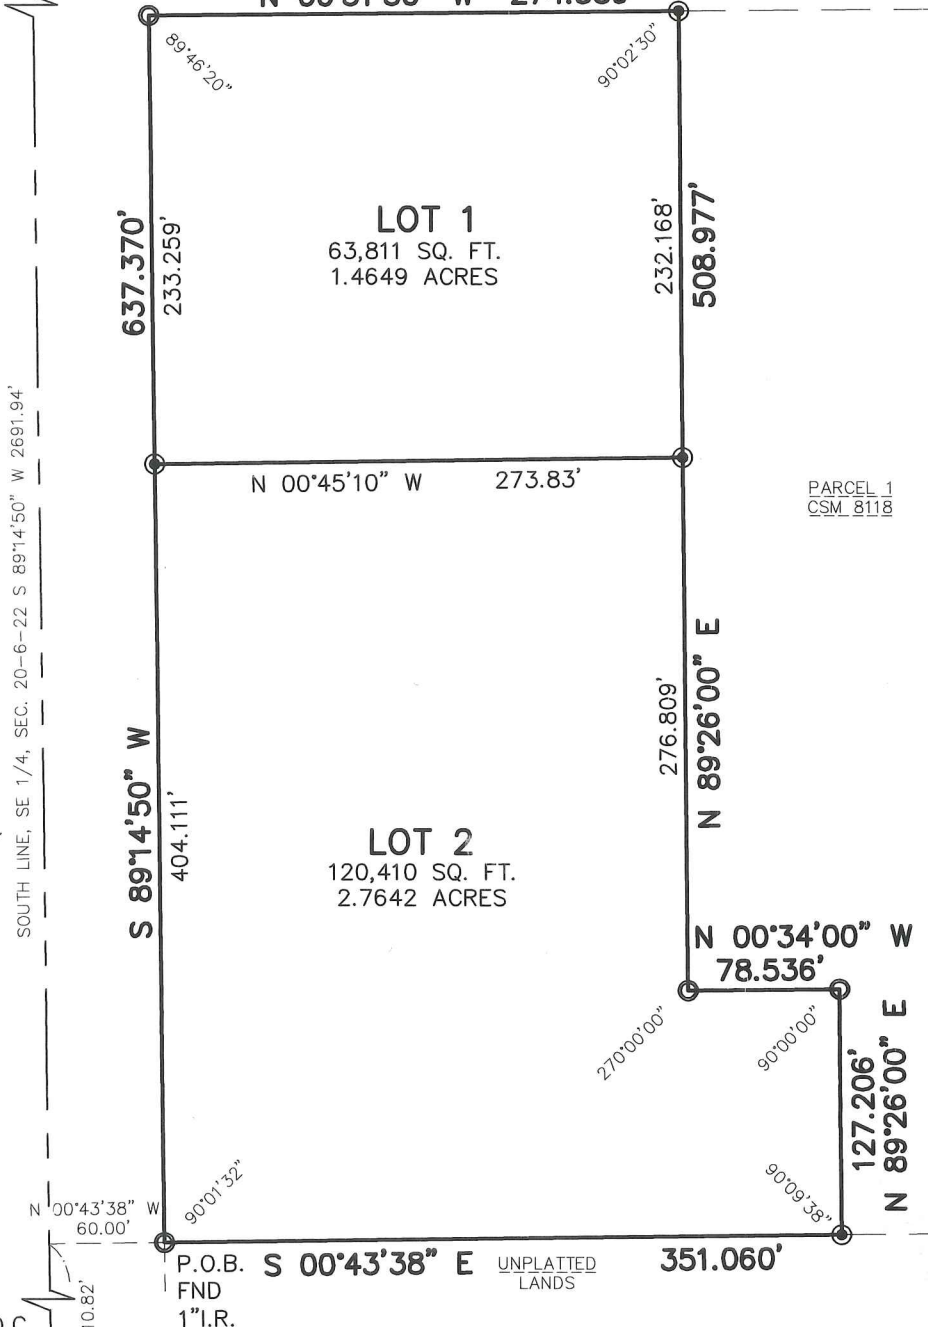 89°46'20"
90°02'30"
LOT 1
63,811 SQ. FT.
1.4649 ACRES
637.370'
233.259'
232.168'
508.977'
N 00°45'10" W 273.83'
PARCEL 1
CSM 8118
SOUTH LINE, SE 1/4, SEC. 20-6-22 S 89°14'50" W 2691.94'
S 89°14'50" W
404.111'
276.809'
N 89°26'00" E
LOT 2
120,410 SQ. FT.
2.7642 ACRES
N 00°34'00" W
78.536'
270°00'00"
90°00'00"
127.206'
N 89°26'00" E
90°01'32"
90°09'38"
N 00°43'38" W
60.00'
P.O.B.
FND
1"I.R.
S 00°43'38" E
UNPLATTED
LANDS
351.060'
10.82'